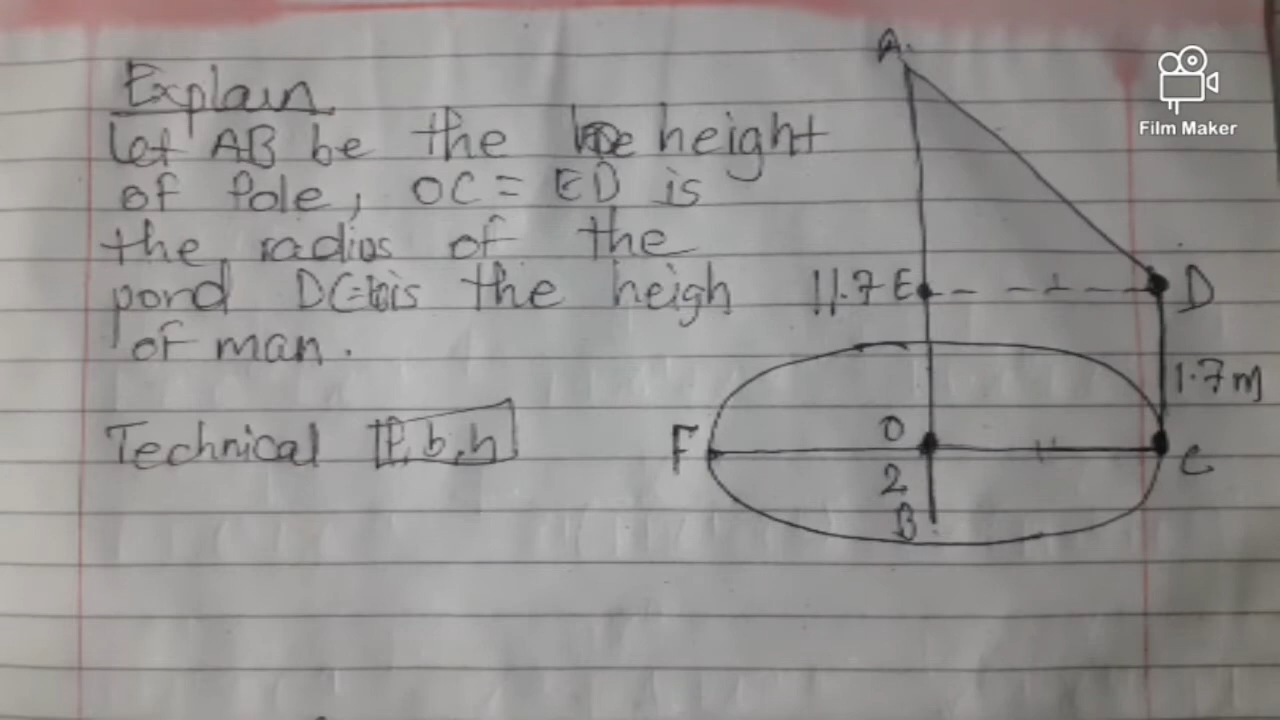 Explain
Let AB be the height
of Pole, OC = ED is
the radius of the
pond DC is the heigh
of man.
Technical P, b, h
A
11.7 E
D
1.7m
F
O
C
2
B
Film Maker